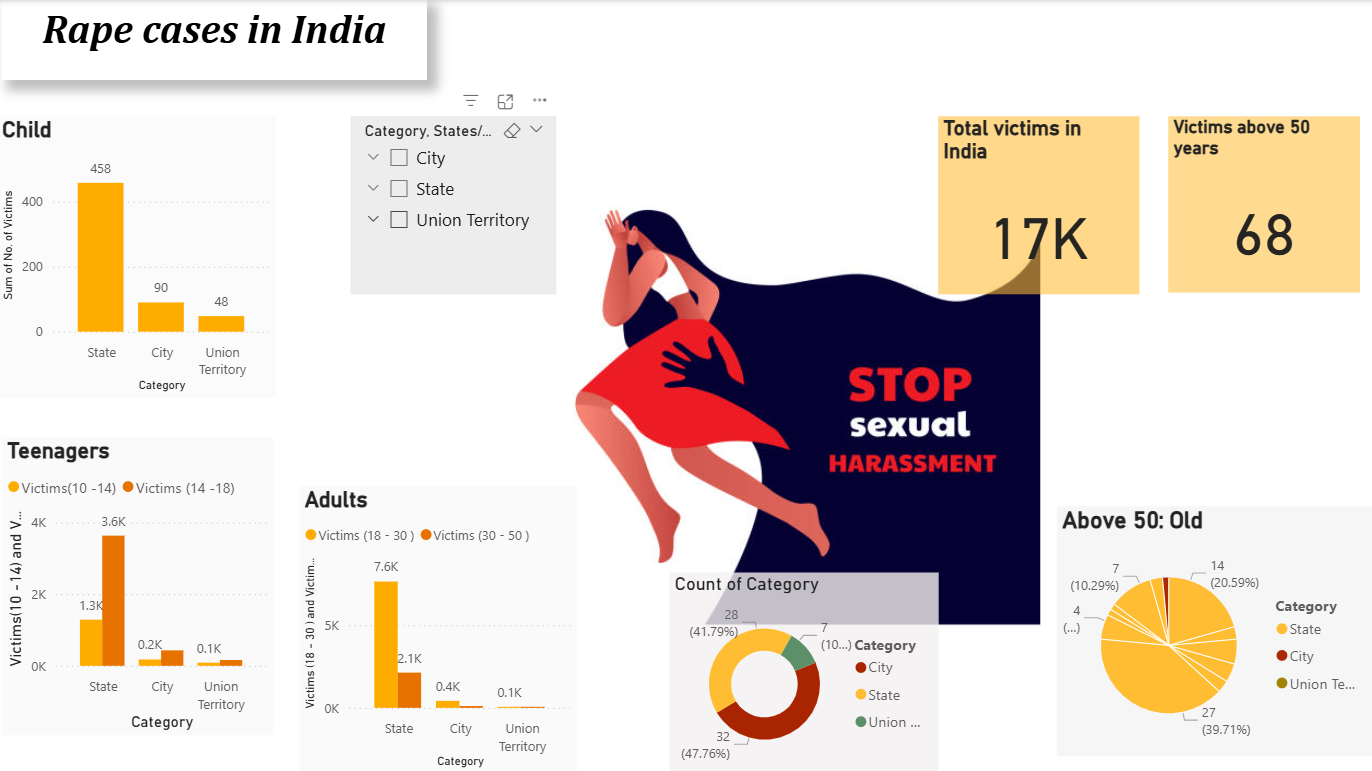 Rape cases in India
Child
Sum of No. of Victims
458
90
48
400
200
0
State
City
Union
Territory
Category
Category, States/...
City
State
Union Territory
Total victims in
India
17K
Victims above 50
years
68
STOP
sexual
HARASSMENT
Teenagers
Victims(10 -14)
Victims (14 -18)
Victims(10 - 14) and V...
4K
2K
0K
1.3K
3.6K
0.2K
0.1K
State
City
Union
Territory
Category
Adults
Victims (18 - 30 )
Victims (30 - 50 )
Victims (18 - 30 ) and Victim...
5K
0K
7.6K
2.1K
0.4K
0.1K
State
City
Union
Territory
Category
Count of Category
28
(41.79%)
7
(10...)
32
(47.76%)
Category
City
State
Union ...
Above 50: Old
7
(10.29%)
14
(20.59%)
4
(...)
27
(39.71%)
Category
State
City
Union Te...